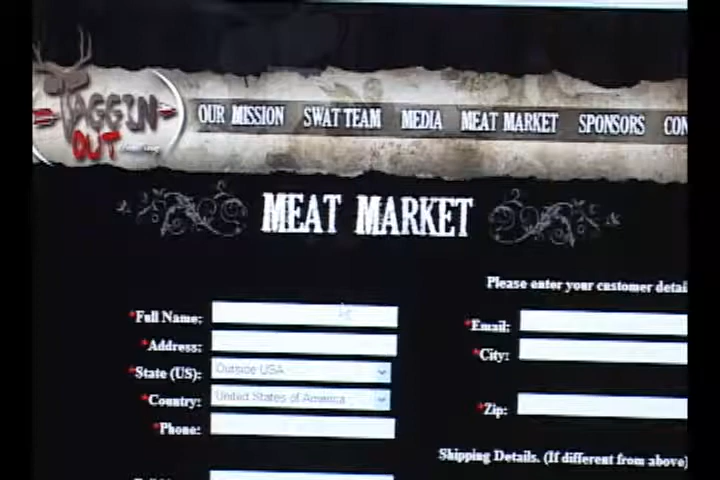 TAGGIN
OUT
OUR MISSION SWAT TEAM MEDIA MEAT MARKET SPONSORS CON
MEAT MARKET
Please enter your customer detai
*Full Name:
*Email:
*Address:
*City:
*State (US): Outside USA
*Country: United States of America
*Zip:
*Phone:
Shipping Details. (If different from above)